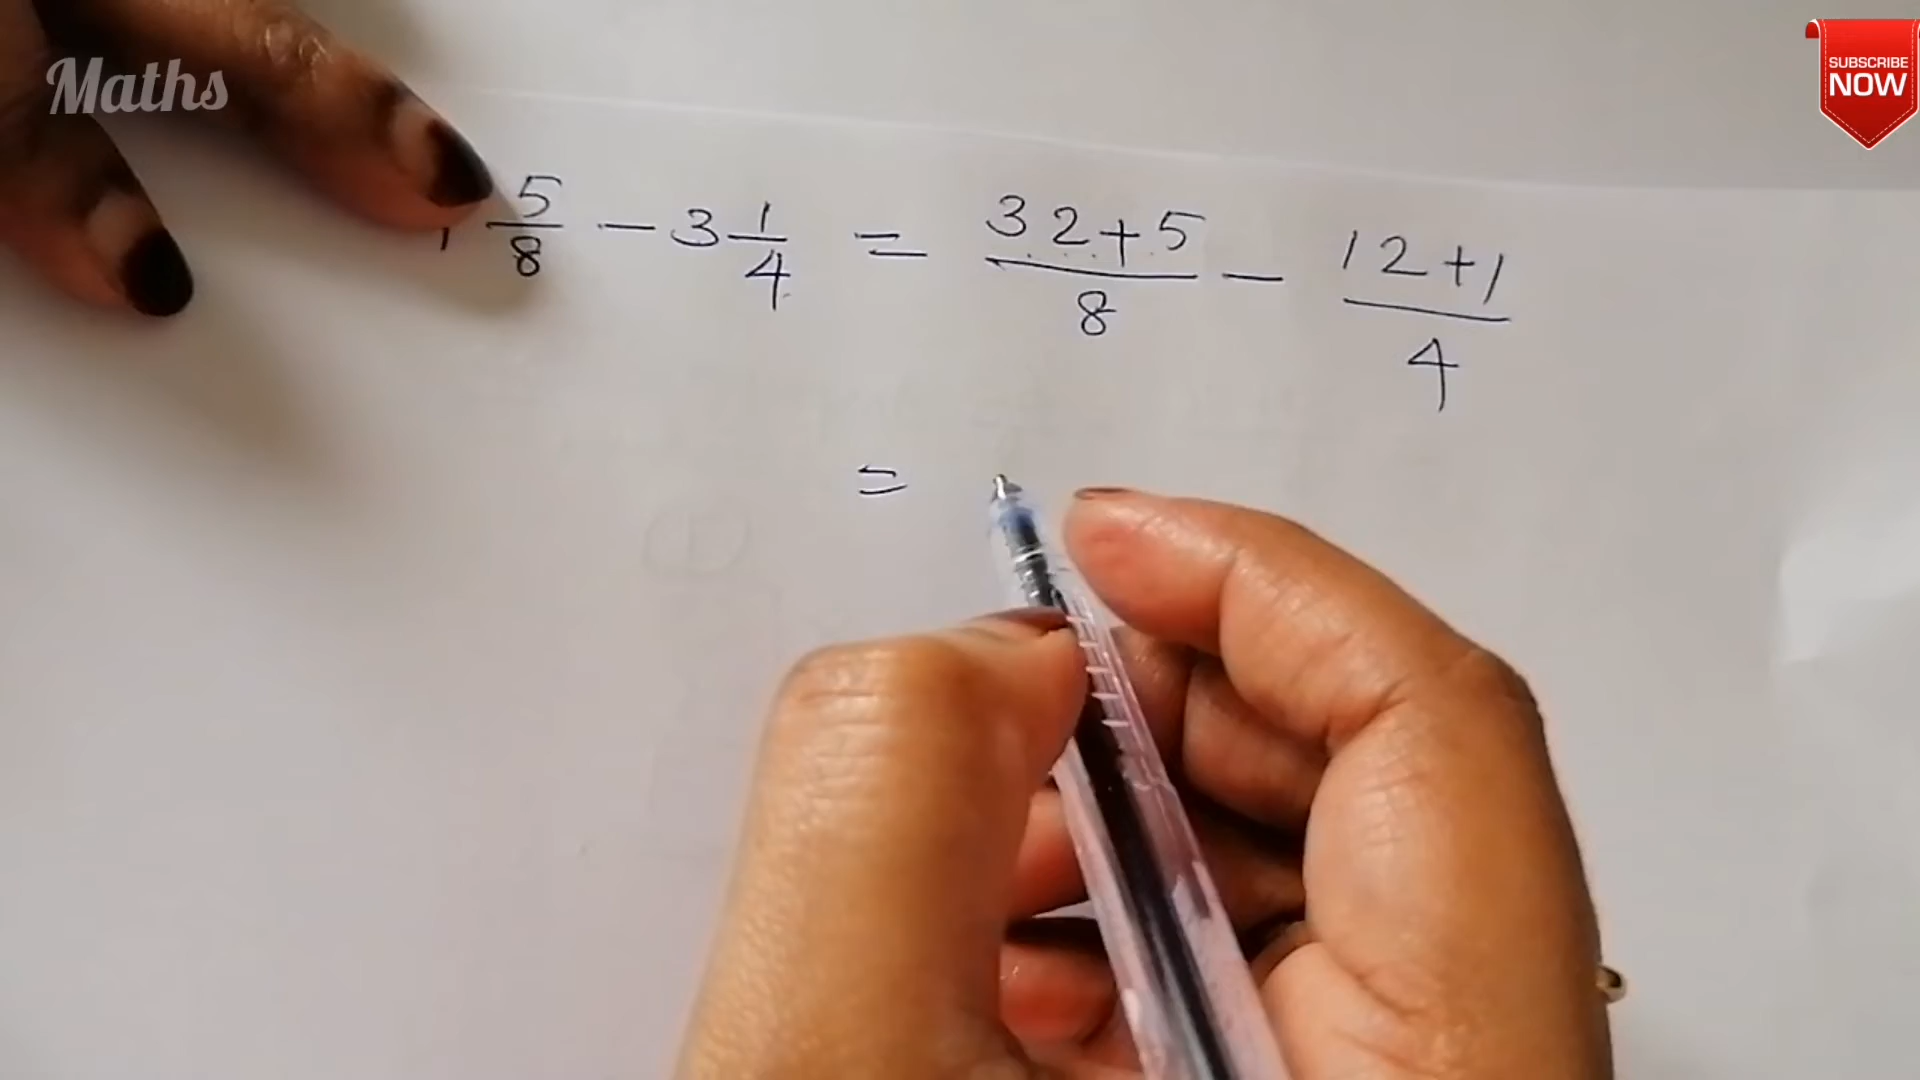 Maths
SUBSCRIBE
NOW
5/8 - 3 1/4 = 32+5/8 - 12+1/4
=